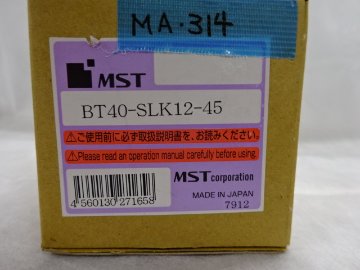 MA・314
MST
BT40-SLK12-45
⚠ご使用前に必ず取扱説明書を、お読みください。
⚠Please read an operation manual carefully before using.
4 560130 271658
MST corporation
MADE IN JAPAN
7912